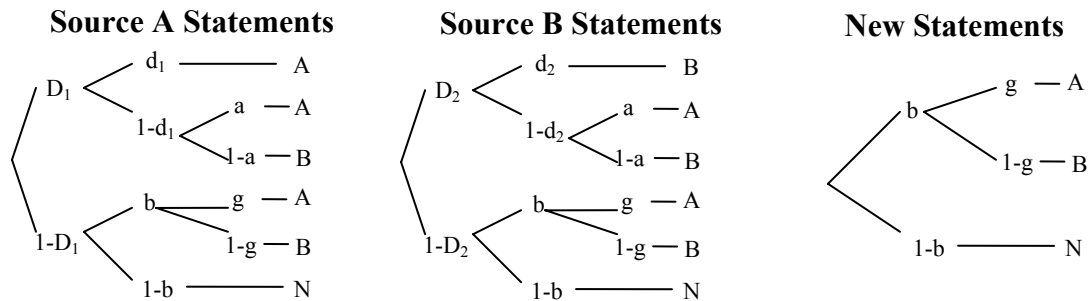 Source A Statements
D1
d1
A
1-d1
a
A
1-a
B
1-D1
b
g
A
1-g
B
1-b
N
Source B Statements
D2
d2
B
1-d2
a
A
1-a
B
1-D2
b
g
A
1-g
B
1-b
N
New Statements
b
g
A
1-g
B
1-b
N